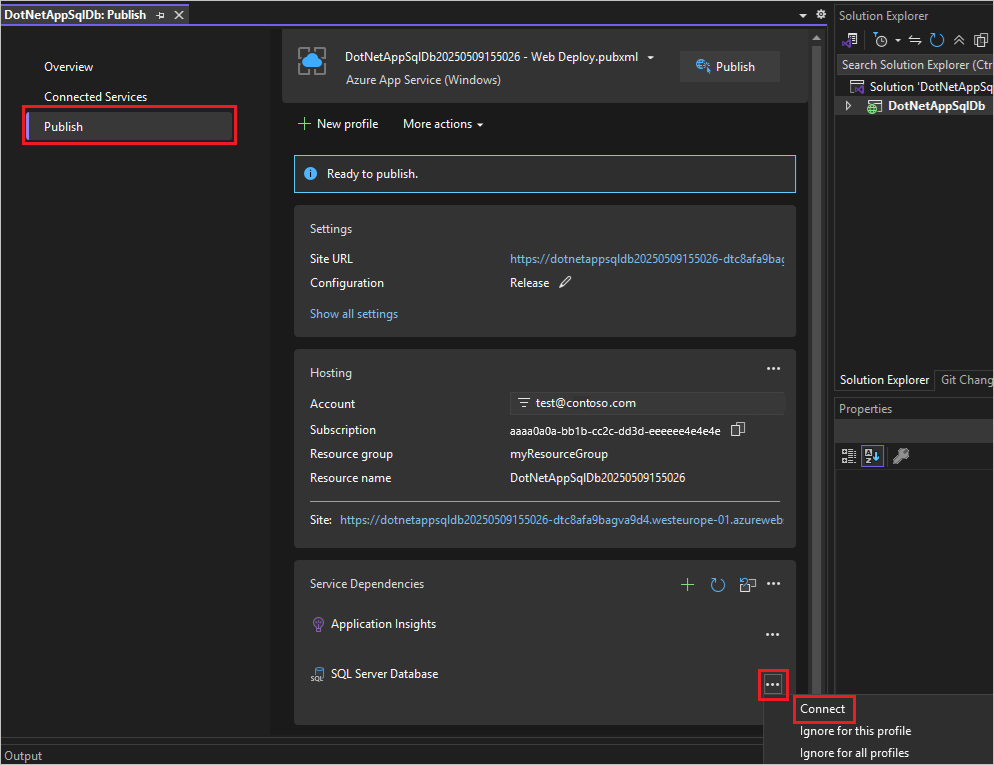 DotNetAppSqlDb: Publish
Overview
Connected Services
Publish
DotNetAppSqlDb20250509155026 - Web Deploy.pubxml
Azure App Service (Windows)
Publish
New profile
More actions
Ready to publish.
Settings
Site URL
https://dotnetappsqldb20250509155026-dtc8afa9bag
Configuration
Release
Show all settings
Hosting
Account
test@contoso.com
Subscription
aaaa0a0a-bb1b-cc2c-dd3d-eeeeee4e4e4e
Resource group
myResourceGroup
Resource name
DotNetAppSqlDb20250509155026
Site: https://dotnetappsqldb20250509155026-dtc8afa9bagva9d4.westeurope-01.azureweb
Service Dependencies
Application Insights
SQL
SQL Server Database
Connect
Ignore for this profile
Ignore for all profiles
Output
Solution Explorer
Search Solution Explorer (Ctr
Solution 'DotNetAppSq
DotNetAppSqlDb
Solution Explorer
Git Chang
Properties